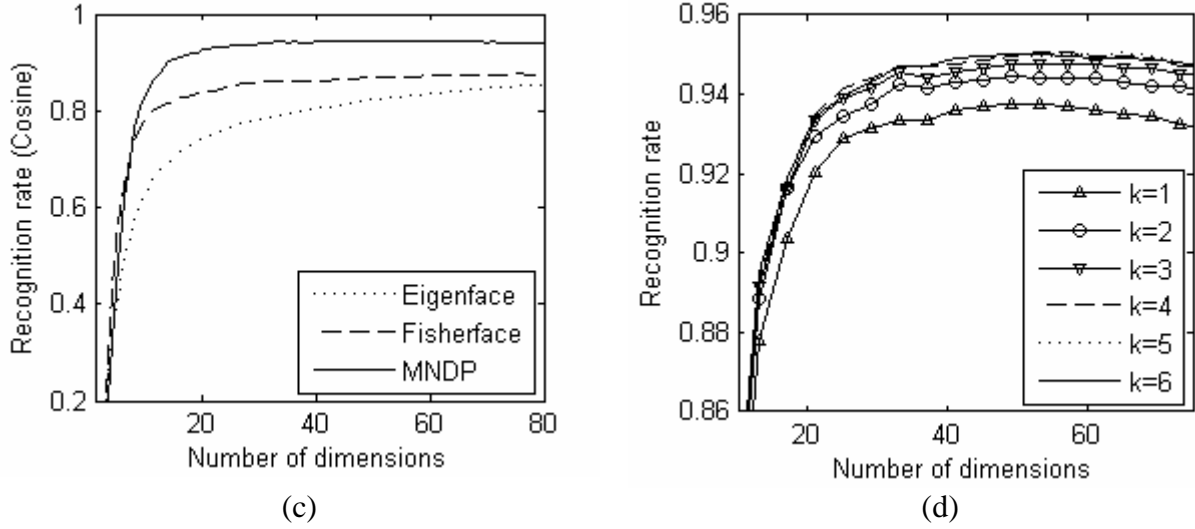 1
0.8
0.6
0.4
0.2
Recognition rate (Cosine)
20
40
60
80
Number of dimensions
Eigenface
Fisherface
MNDP
(c)
0.96
0.94
0.92
0.9
0.88
0.86
Recognition rate
20
40
60
Number of dimensions
k=1
k=2
k=3
k=4
k=5
k=6
(d)